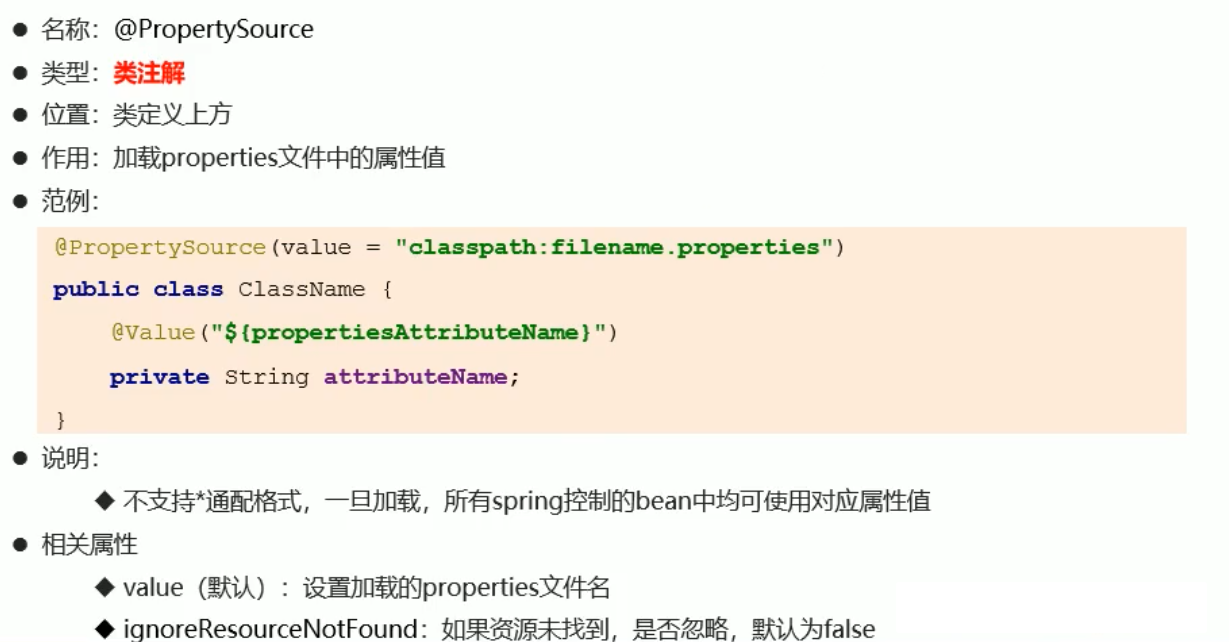 ● 名称：@PropertySource
● 类型：类注解
● 位置：类定义上方
● 作用：加载properties文件中的属性值
● 范例：
@PropertySource(value = "classpath:filename.properties")
public class ClassName {
@Value("${propertiesAttributeName}")
private String attributeName;
}
● 说明：
◆ 不支持*通配格式，一旦加载，所有spring控制的bean中均可使用对应属性值
● 相关属性
◆ value（默认）：设置加载的properties文件名
◆ ignoreResourceNotFound：如果资源未找到，是否忽略，默认为false